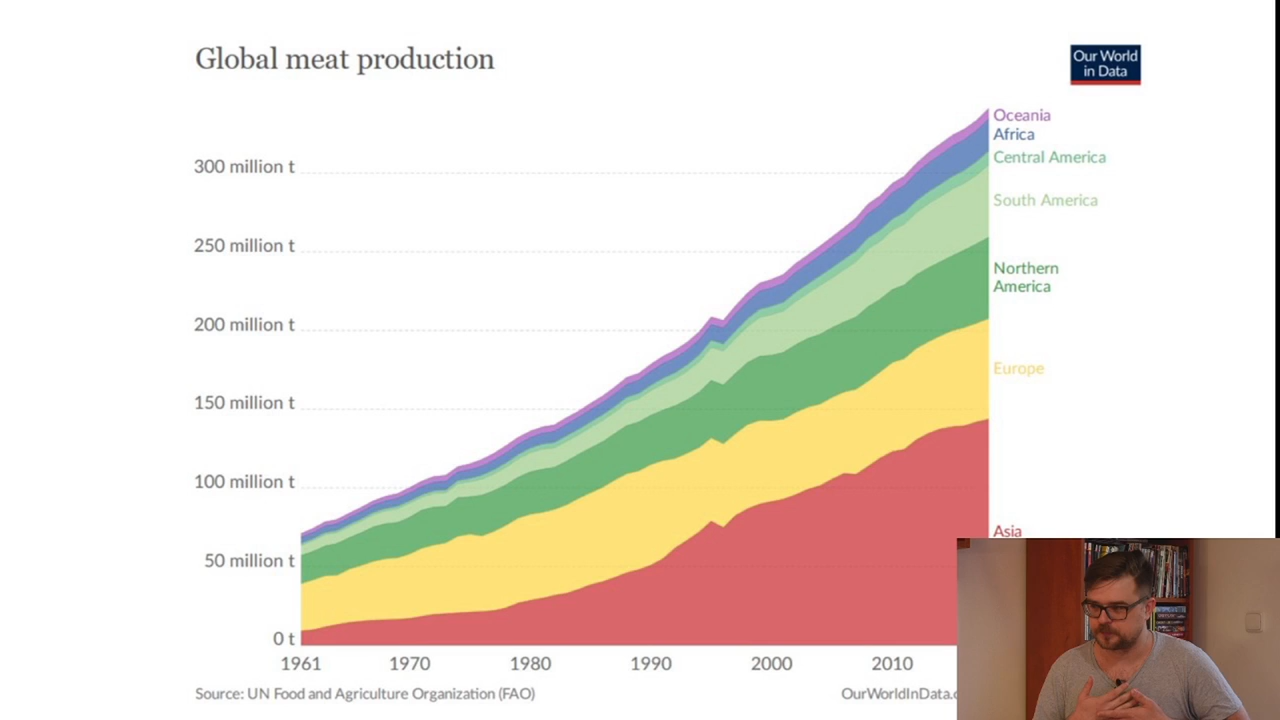 Global meat production
Our World
in Data
Oceania
Africa
Central America
South America
Northern
America
Europe
Asia
300 million t
250 million t
200 million t
150 million t
100 million t
50 million t
0 t
1961
1970
1980
1990
2000
2010
Source: UN Food and Agriculture Organization (FAO)
OurWorldInData.